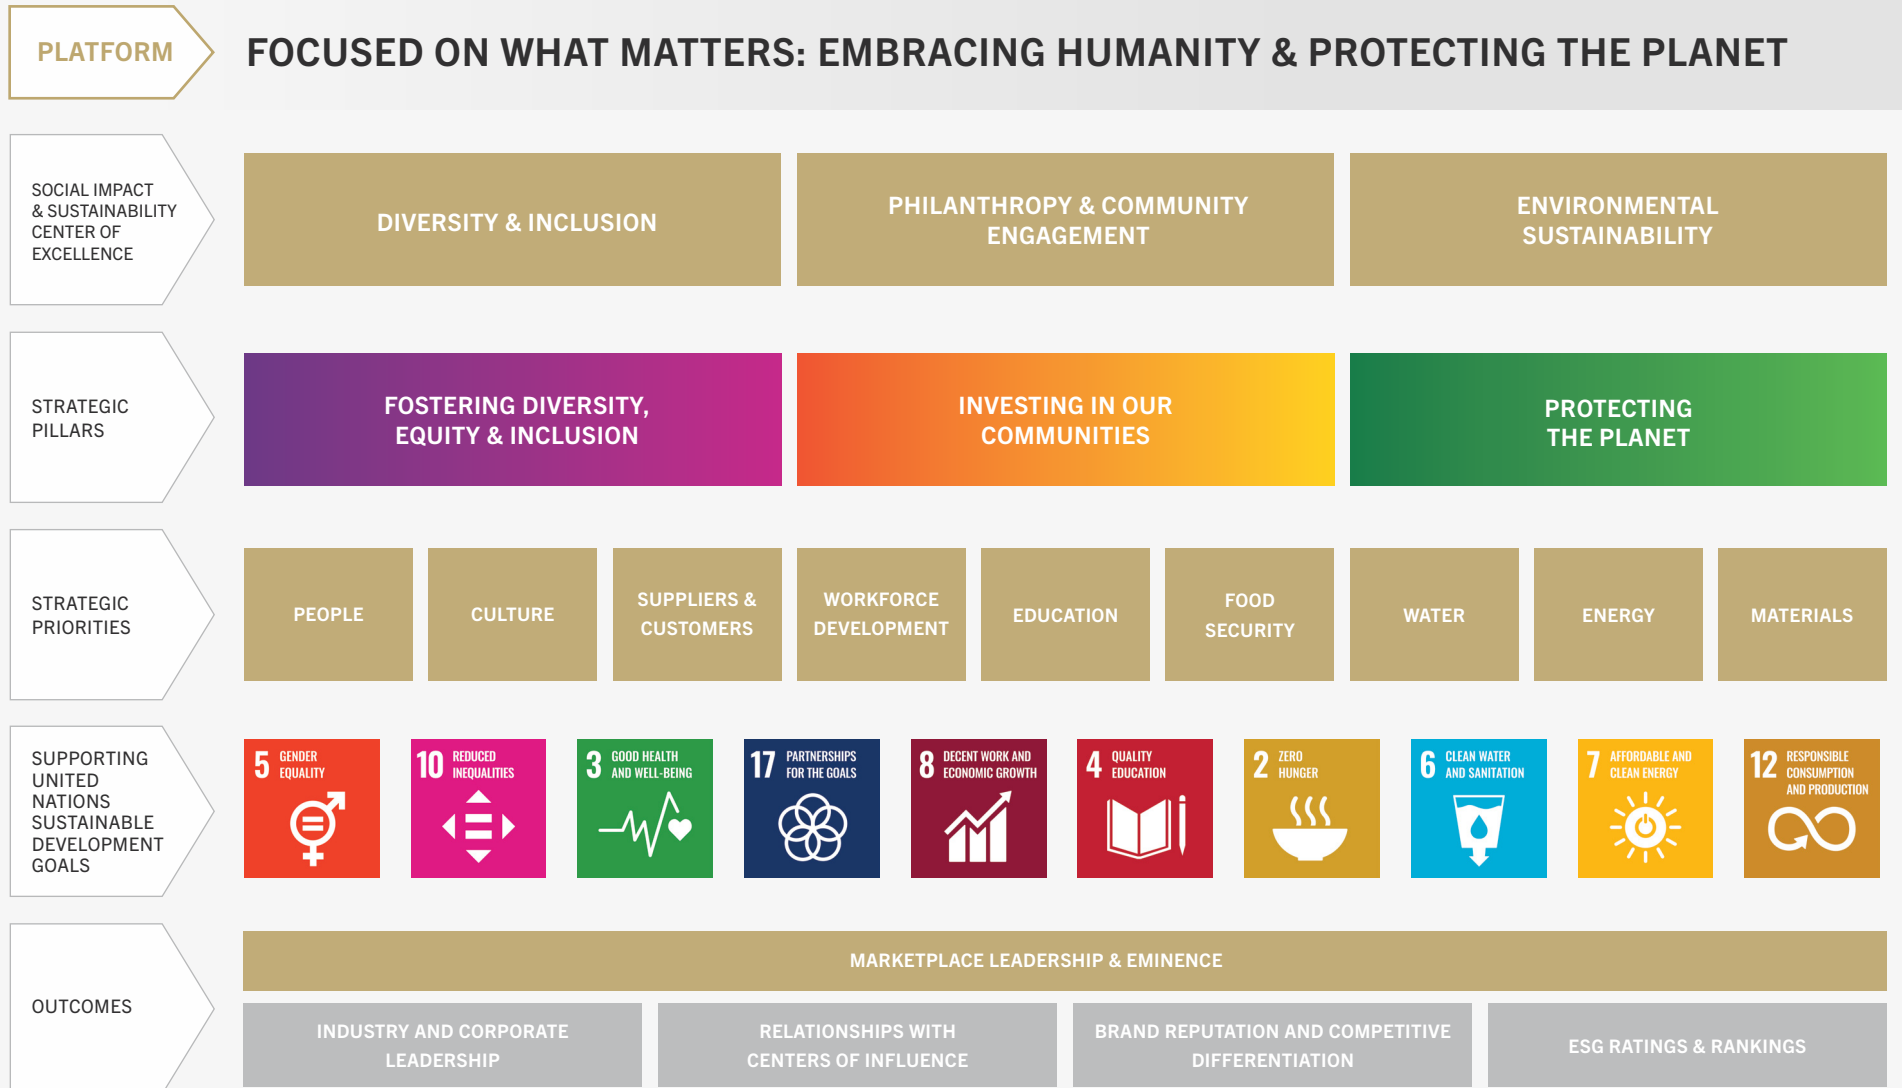 PLATFORM
FOCUSED ON WHAT MATTERS: EMBRACING HUMANITY & PROTECTING THE PLANET
SOCIAL IMPACT
& SUSTAINABILITY
CENTER OF
EXCELLENCE
DIVERSITY & INCLUSION
PHILANTHROPY & COMMUNITY
ENGAGEMENT
ENVIRONMENTAL
SUSTAINABILITY
STRATEGIC
PILLARS
FOSTERING DIVERSITY,
EQUITY & INCLUSION
INVESTING IN OUR
COMMUNITIES
PROTECTING
THE PLANET
STRATEGIC
PRIORITIES
PEOPLE
CULTURE
SUPPLIERS &
CUSTOMERS
WORKFORCE
DEVELOPMENT
EDUCATION
FOOD
SECURITY
WATER
ENERGY
MATERIALS
SUPPORTING
UNITED
NATIONS
SUSTAINABLE
DEVELOPMENT
GOALS
5 GENDER
EQUALITY
10 REDUCED
INEQUALITIES
3 GOOD HEALTH
AND WELL-BEING
17 PARTNERSHIPS
FOR THE GOALS
8 DECENT WORK AND
ECONOMIC GROWTH
4 QUALITY
EDUCATION
2 ZERO
HUNGER
6 CLEAN WATER
AND SANITATION
7 AFFORDABLE AND
CLEAN ENERGY
12 RESPONSIBLE
CONSUMPTION
AND PRODUCTION
OUTCOMES
MARKETPLACE LEADERSHIP & EMINENCE
INDUSTRY AND CORPORATE
LEADERSHIP
RELATIONSHIPS WITH
CENTERS OF INFLUENCE
BRAND REPUTATION AND COMPETITIVE
DIFFERENTIATION
ESG RATINGS & RANKINGS